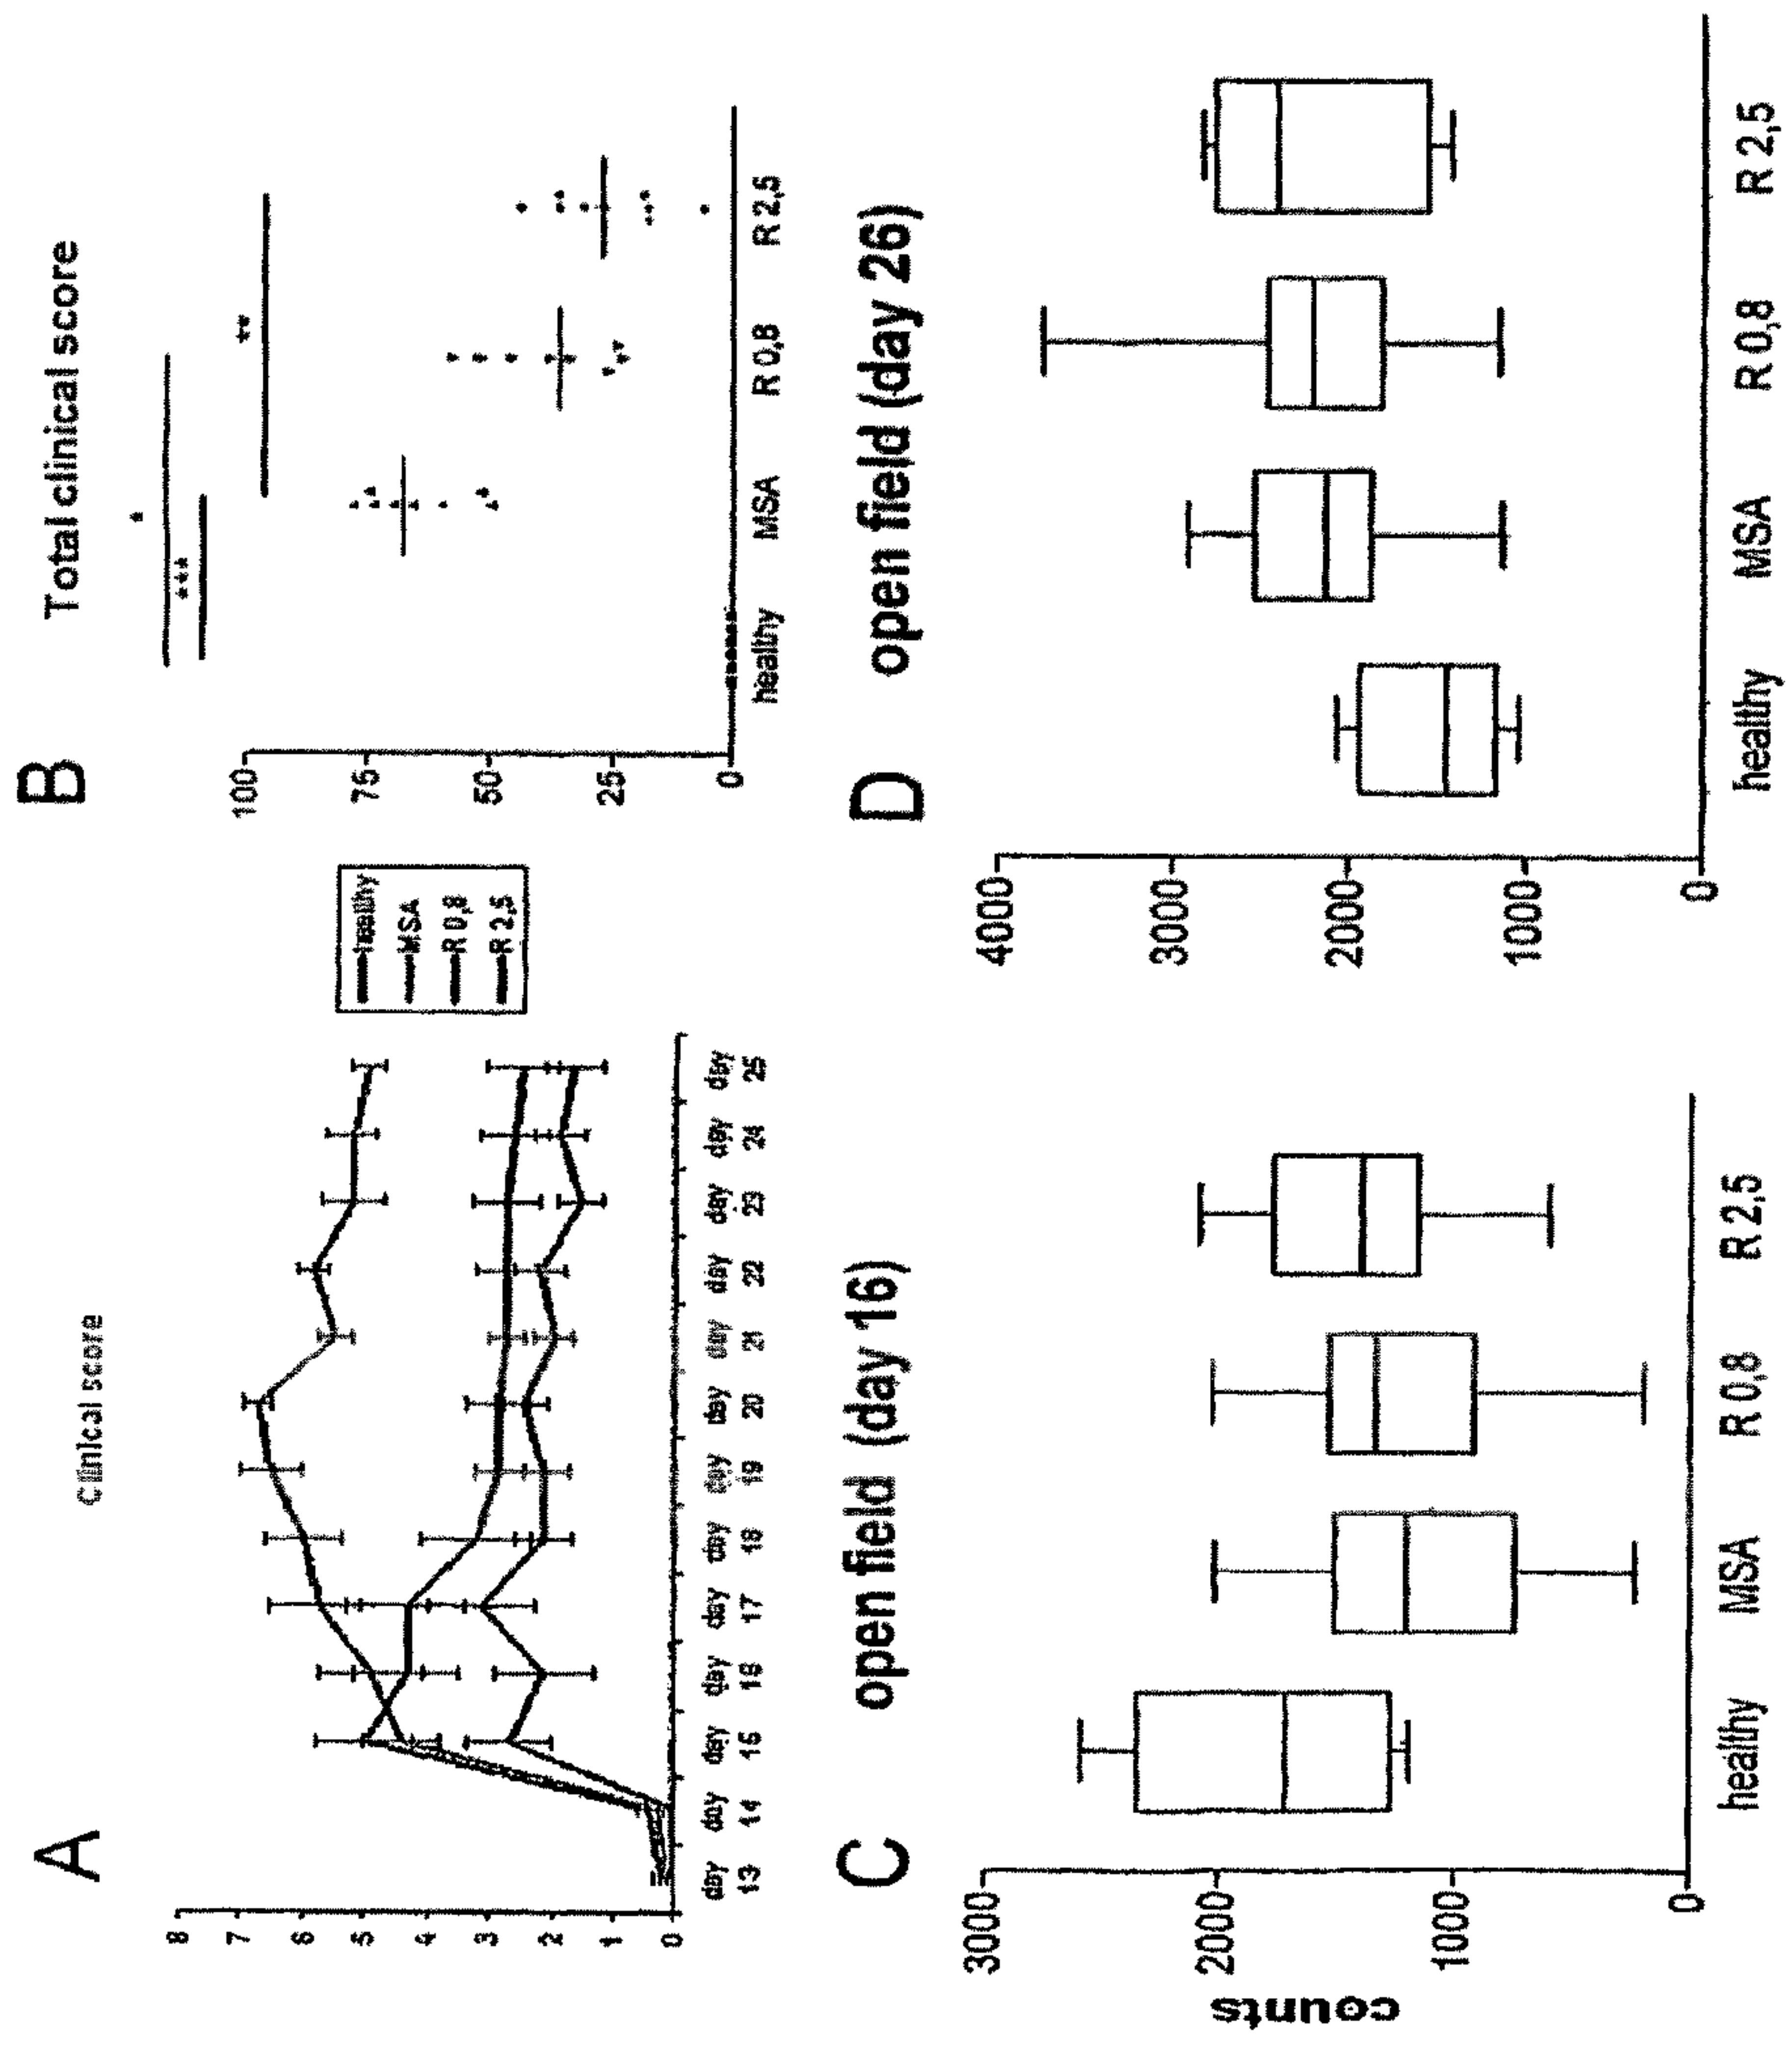 A
Clinical score
8
7
6
5
4
3
2
1
0
day day day day day day day day day day day day day
13 14 15 16 17 18 19 20 21 22 23 24 25
healthy
MSA
R 0,8
R 2,5
B
Total clinical score
*
***
**
100
75
50
25
0
healthy MSA R 0,8 R 2,5
C
open field (day 16)
counts
3000
2000
1000
0
healthy MSA R 0,8 R 2,5
D
open field (day 26)
4000
3000
2000
1000
0
healthy MSA R 0,8 R 2,5